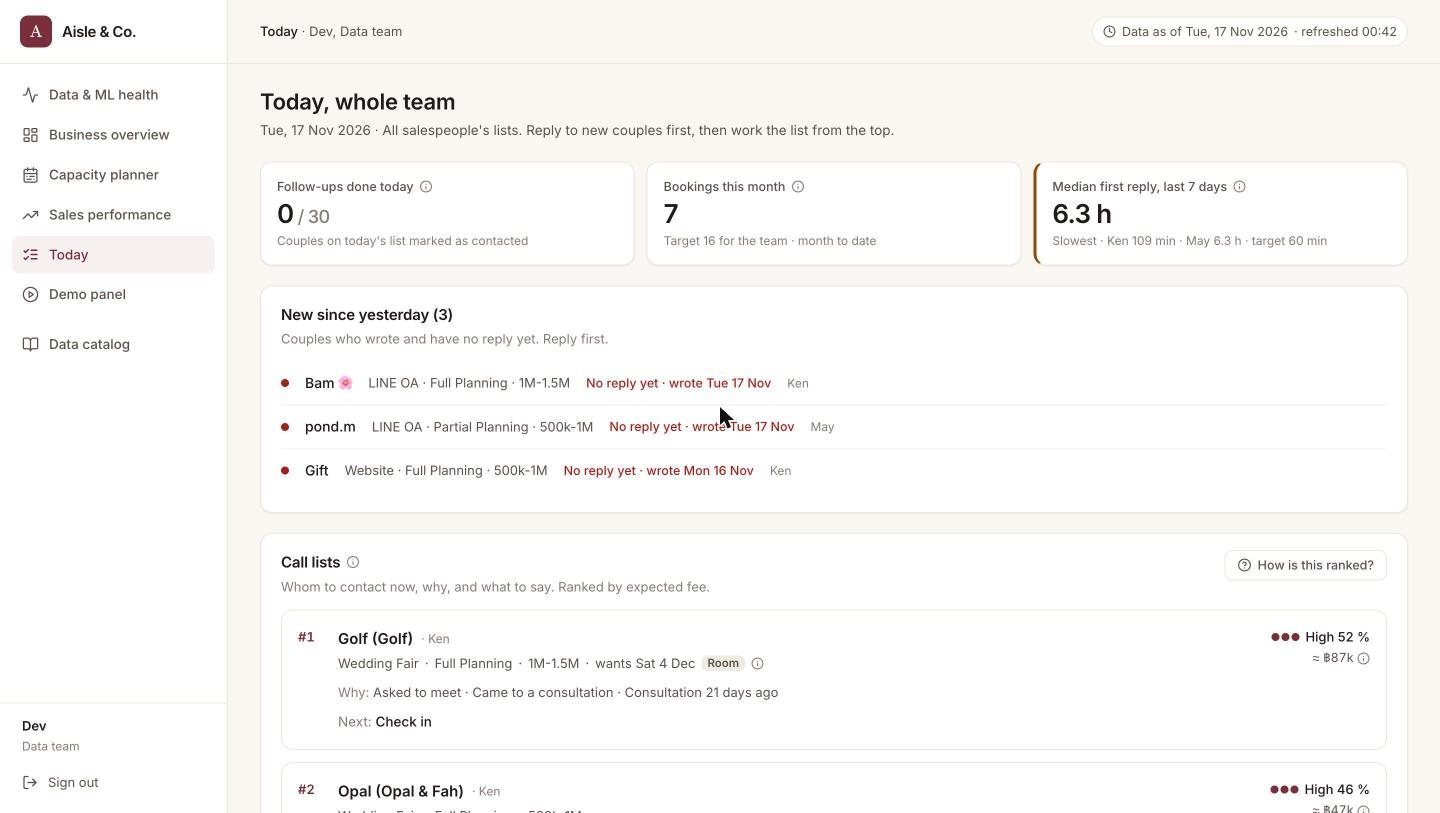 A Aisle & Co.
Today · Dev, Data team
Data as of Tue, 17 Nov 2026 · refreshed 00:42
Data & ML health
Business overview
Capacity planner
Sales performance
Today
Demo panel
Data catalog
Dev
Data team
Sign out
Today, whole team
Tue, 17 Nov 2026 · All salespeople's lists. Reply to new couples first, then work the list from the top.
Follow-ups done today
0 / 30
Couples on today's list marked as contacted
Bookings this month
7
Target 16 for the team · month to date
Median first reply, last 7 days
6.3 h
Slowest · Ken 109 min · May 6.3 h · target 60 min
New since yesterday (3)
Couples who wrote and have no reply yet. Reply first.
Bam 🌸 LINE OA · Full Planning · 1M-1.5M No reply yet · wrote Tue 17 Nov Ken
pond.m LINE OA · Partial Planning · 500k-1M No reply yet · wrote Tue 17 Nov May
Gift Website · Full Planning · 500k-1M No reply yet · wrote Mon 16 Nov Ken
Call lists
How is this ranked?
Whom to contact now, why, and what to say. Ranked by expected fee.
#1 Golf (Golf) · Ken High 52 %
Wedding Fair · Full Planning · 1M-1.5M · wants Sat 4 Dec Room ≈ ฿87k
Why: Asked to meet · Came to a consultation · Consultation 21 days ago
Next: Check in
#2 Opal (Opal & Fah) · Ken High 46 %
Wedding Fair · Full Planning · 500k-1M ≈ ฿47k